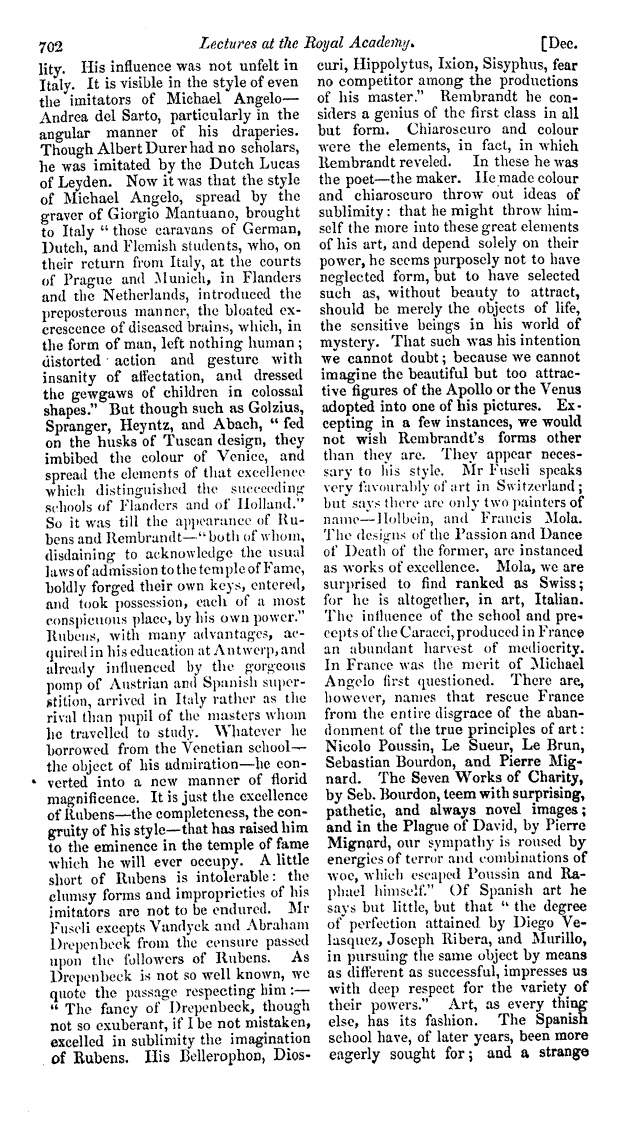 702
Lectures at the Royal Academy.
[Dec.
lity. His influence was not unfelt in
Italy. It is visible in the style of even
the imitators of Michael Angelo—
Andrea del Sarto, particularly in the
angular manner of his draperies.
Though Albert Durer had no scholars,
he was imitated by the Dutch Lucas
of Leyden. Now it was that the style
of Michael Angelo, spread by the
graver of Giorgio Mantuano, brought
to Italy “ those caravans of German,
Dutch, and Flemish students, who, on
their return from Italy, at the courts
of Prague and Munich, in Flanders
and the Netherlands, introduced the
preposterous manner, the bloated ex-
crescence of diseased brains, which, in
the form of man, left nothing human ;
distorted action and gesture with
insanity of affectation, and dressed
the gewgaws of children in colossal
shapes.” But though such as Golzius,
Spranger, Heyntz, and Abach, “ fed
on the husks of Tuscan design, they
imbibed the colour of Venice, and
spread the elements of that excellence
which distinguished the succeeding
schools of Flanders and of Holland.”
So it was till the appearance of Ru-
bens and Rembrandt—“ both of whom,
disdaining to acknowledge the usual
laws of admission to the temple of Fame,
boldly forged their own keys, entered,
and took possession, each of a most
conspicuous place, by his own power.”
Rubens, with many advantages, ac-
quired in his education at Antwerp, and
already influenced by the gorgeous
pomp of Austrian and Spanish super-
stition, arrived in Italy rather as the
rival than pupil of the masters whom
he travelled to study. Whatever he
borrowed from the Venetian school—
the object of his admiration—he con-
verted into a new manner of florid
magnificence. It is just the excellence
of Rubens—the completeness, the con-
gruity of his style—that has raised him
to the eminence in the temple of fame
which he will ever occupy. A little
short of Rubens is intolerable : the
clumsy forms and improprieties of his
imitators are not to be endured. Mr
Fuseli excepts Vandyck and Abraham
Drepenbeck from the censure passed
upon the followers of Rubens. As
Drepenbeck is not so well known, we
quote the passage respecting him :—
“ The fancy of Drepenbeck, though
not so exuberant, if I be not mistaken,
excelled in sublimity the imagination
of Rubens. His Bellerophon, Dios-
curi, Hippolytus, Ixion, Sisyphus, fear
no competitor among the productions
of his master.” Rembrandt he con-
siders a genius of the first class in all
but form. Chiaroscuro and colour
were the elements, in fact, in which
Rembrandt reveled. In these he was
the poet—the maker. He made colour
and chiaroscuro throw out ideas of
sublimity : that he might throw him-
self the more into these great elements
of his art, and depend solely on their
power, he seems purposely not to have
neglected form, but to have selected
such as, without beauty to attract,
should be merely the objects of life,
the sensitive beings in his world of
mystery. That such was his intention
we cannot doubt ; because we cannot
imagine the beautiful but too attrac-
tive figures of the Apollo or the Venus
adopted into one of his pictures. Ex-
cepting in a few instances, we would
not wish Rembrandt’s forms other
than they are. They appear neces-
sary to his style. Mr Fuseli speaks
very favourably of art in Switzerland ;
but says there are only two painters of
name—Holbein, and Francis Mola.
The designs of the Passion and Dance
of Death of the former, are instanced
as works of excellence. Mola, we are
surprised to find ranked as Swiss ;
for he is altogether, in art, Italian.
The influence of the school and pre-
cepts of the Caracci, produced in France
an abundant harvest of mediocrity.
In France was the merit of Michael
Angelo first questioned. There are,
however, names that rescue France
from the entire disgrace of the aban-
donment of the true principles of art :
Nicolo Poussin, Le Sueur, Le Brun,
Sebastian Bourdon, and Pierre Mig-
nard. The Seven Works of Charity,
by Seb. Bourdon, teem with surprising,
pathetic, and always novel images ;
and in the Plague of David, by Pierre
Mignard, our sympathy is roused by
energies of terror and combinations of
woe, which escaped Poussin and Ra-
phael himself.” Of Spanish art he
says but little, but that “ the degree
of perfection attained by Diego Ve-
lasquez, Joseph Ribera, and Murillo,
in pursuing the same object by means
as different as successful, impresses us
with deep respect for the variety of
their powers.” Art, as every thing
else, has its fashion. The Spanish
school have, of later years, been more
eagerly sought for ; and a strange